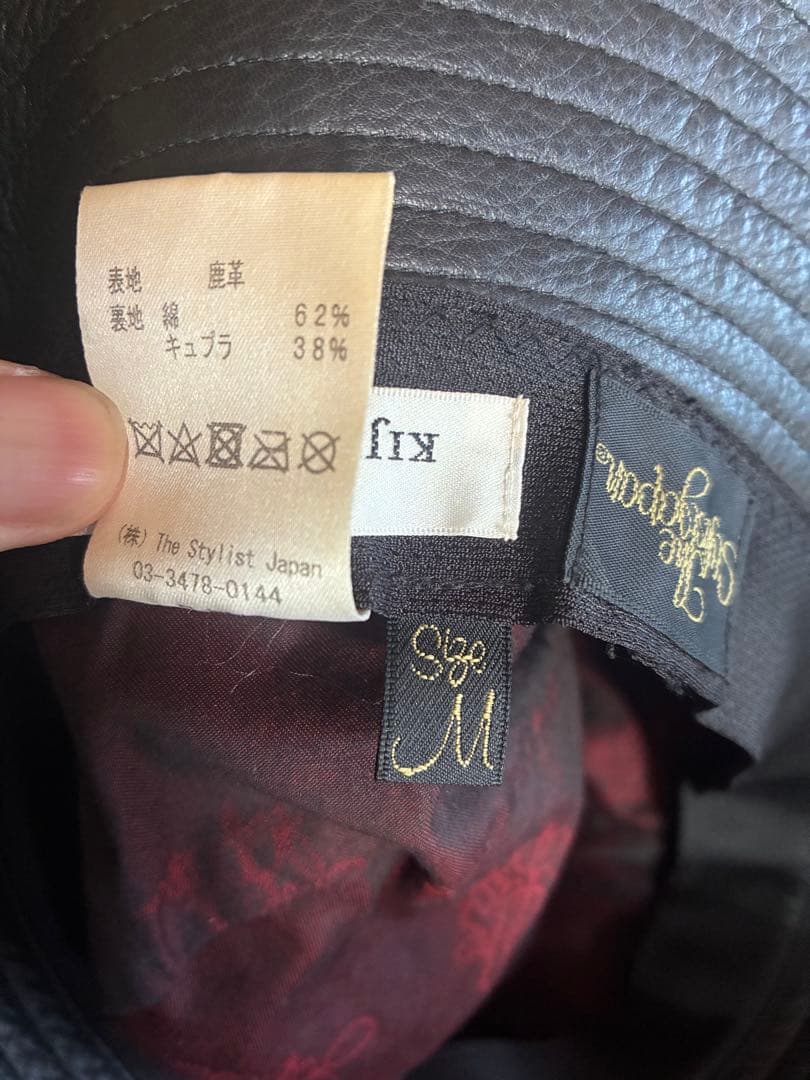 表地 鹿革
裏地 綿 62%
キュプラ 38%
(株) The Stylist Japan
03-3478-0144
KIJ
The
Stylist Japan®
Size
M